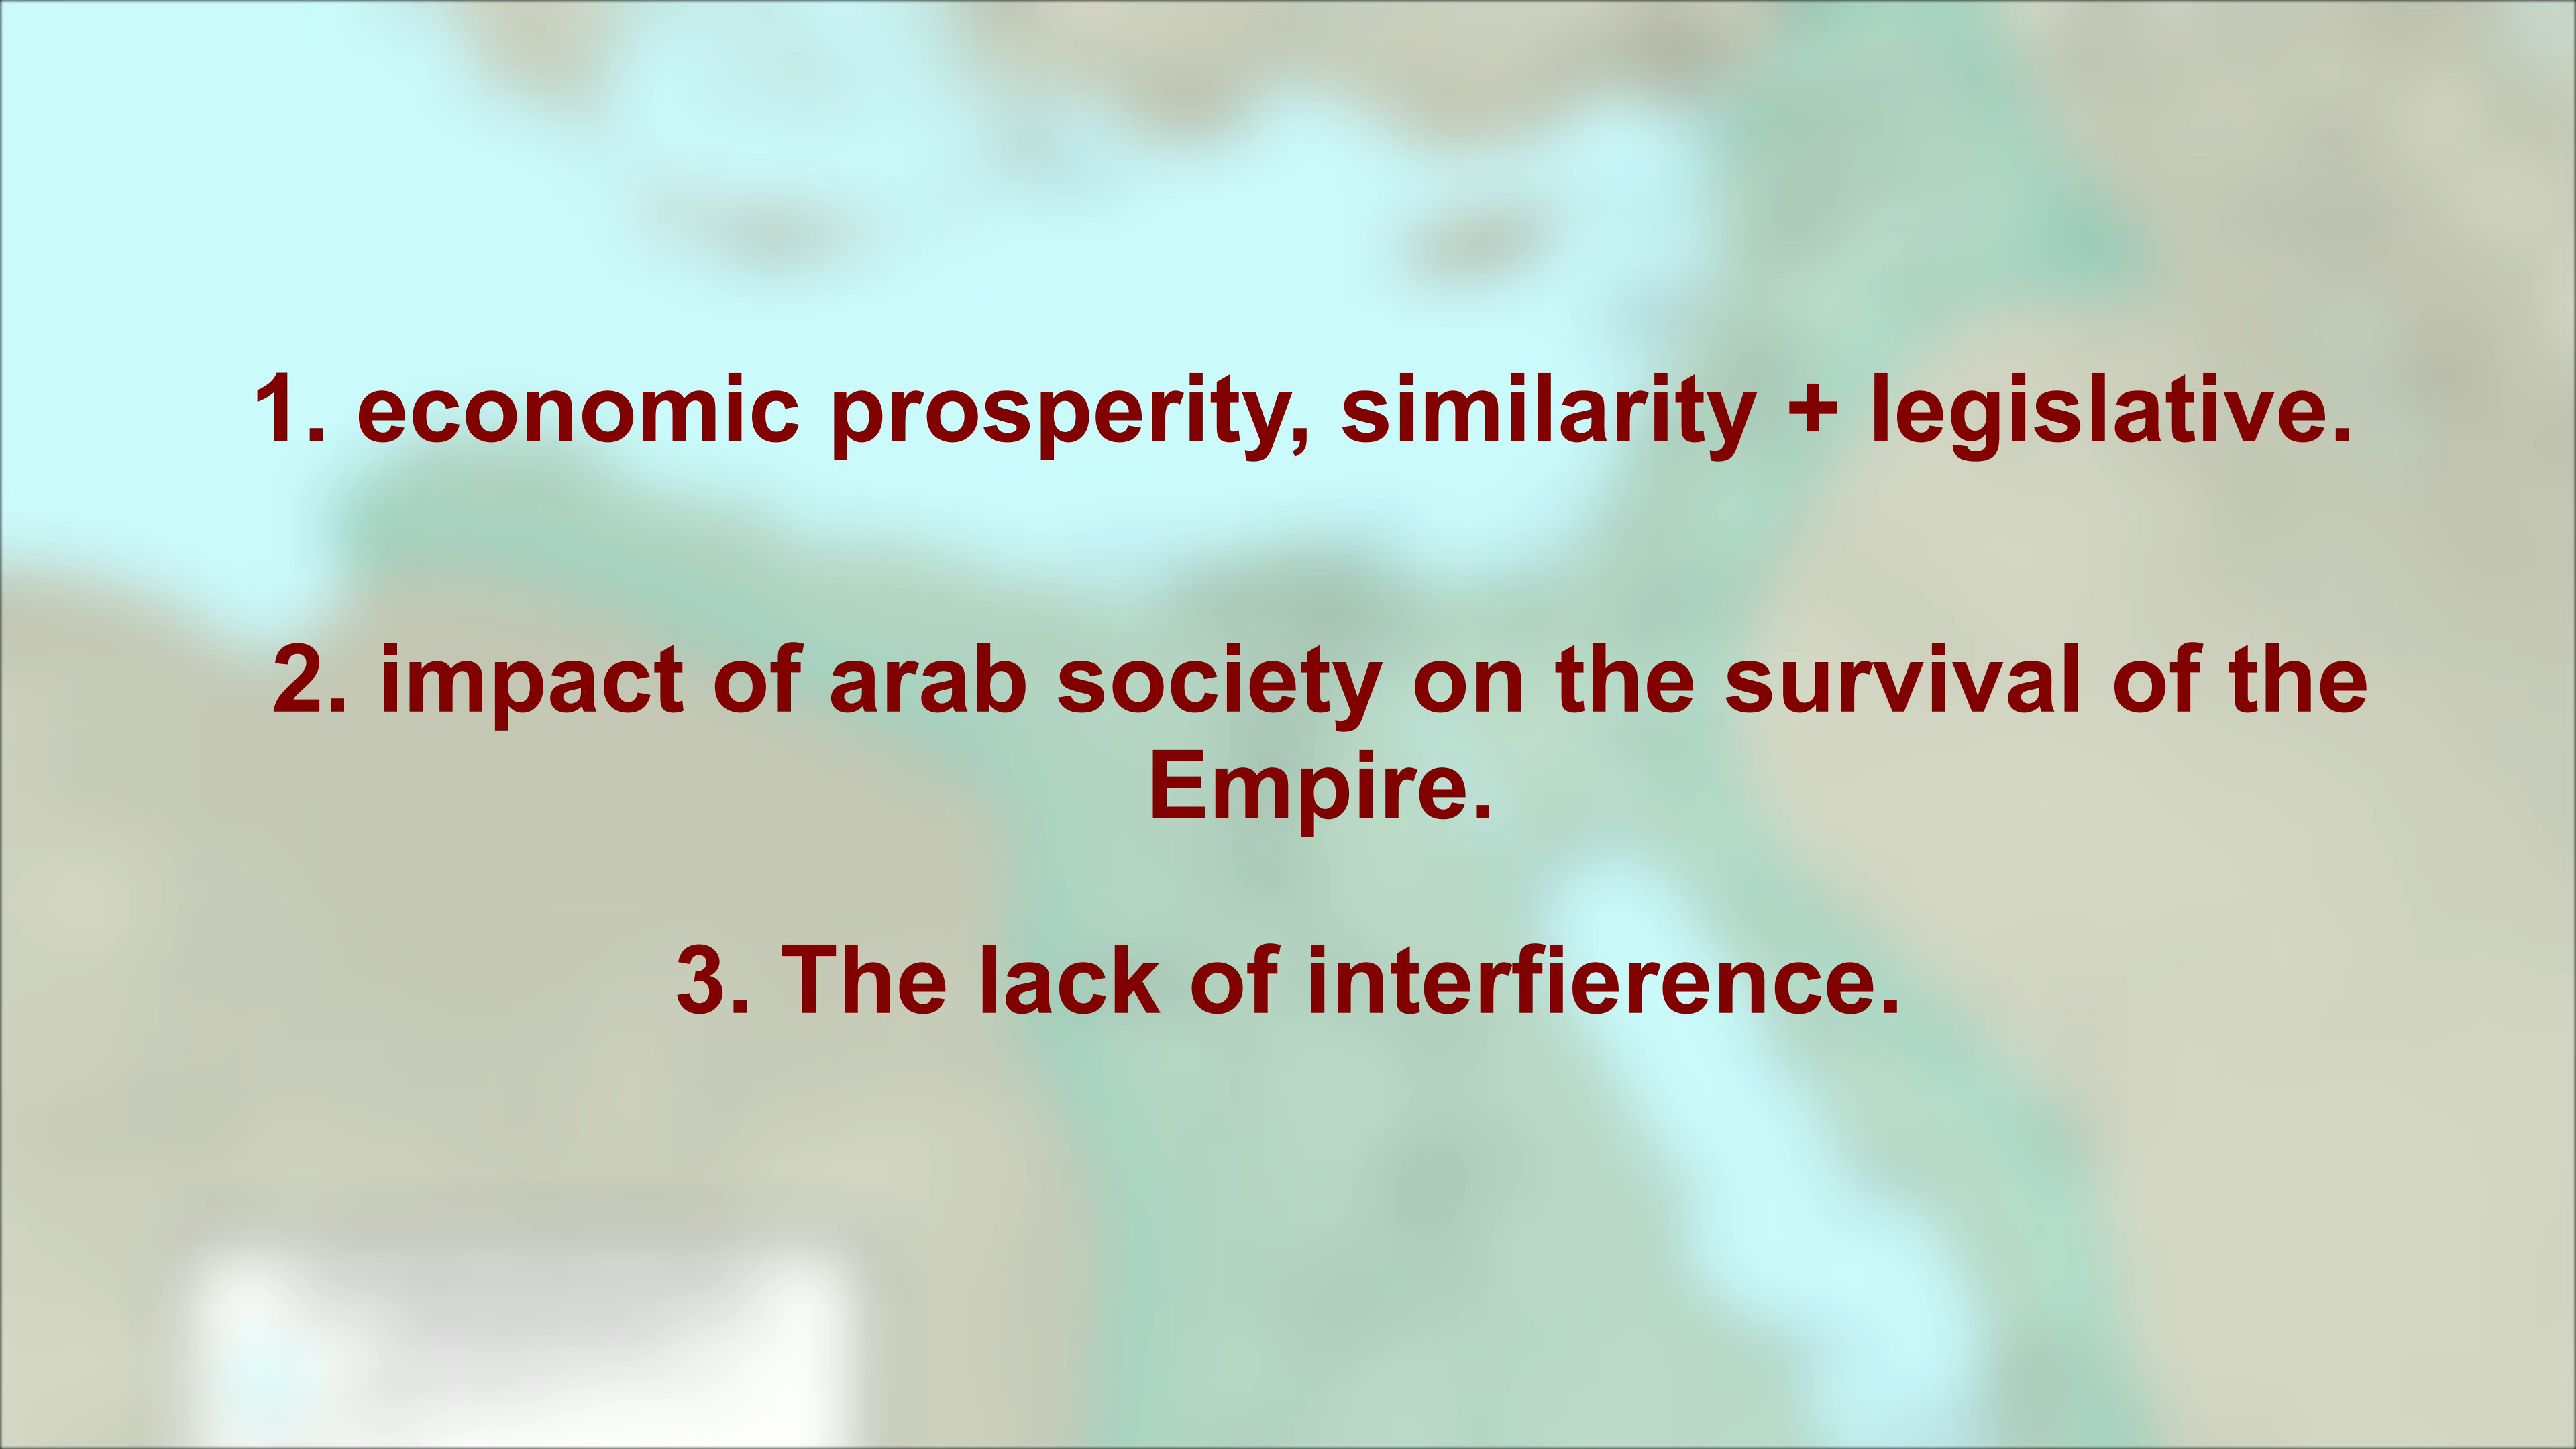 1. economic prosperity, similarity + legislative.
2. impact of arab society on the survival of the
Empire.
3. The lack of interfierence.